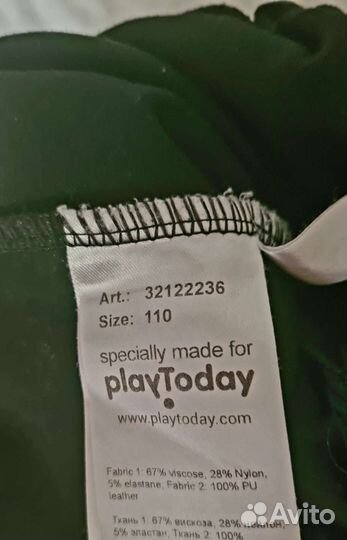 Art.: 32122236
Size: 110
specially made for
playToday
www.playtoday.com
Fabric 1: 67% viscose, 28% Nylon,
5% elastane, Fabric 2: 100% PU
leather
Ткань 1: 67% вискоза, 28% нейлон,
5% эластан, Ткань 2: 100%
Avito